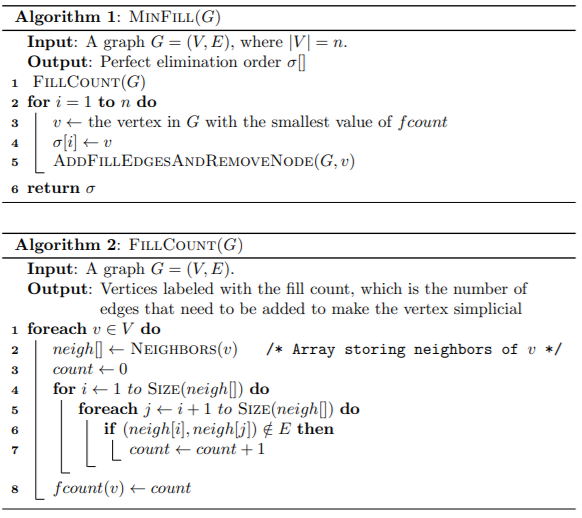 Algorithm 1: MinFill(G)
Input: A graph G = (V, E), where |V| = n.
Output: Perfect elimination order σ[]
1 FillCount(G)
2 for i = 1 to n do
3 v ← the vertex in G with the smallest value of fcount
4 σ[i] ← v
5 AddFillEdgesAndRemoveNode(G, v)
6 return σ
Algorithm 2: FillCount(G)
Input: A graph G = (V, E).
Output: Vertices labeled with the fill count, which is the number of
edges that need to be added to make the vertex simplicial
1 foreach v ∈ V do
2 neigh[] ← Neighbors(v) /* Array storing neighbors of v */
3 count ← 0
4 for i ← 1 to Size(neigh[]) do
5 foreach j ← i + 1 to Size(neigh[]) do
6 if (neigh[i], neigh[j]) ∉ E then
7 count ← count + 1
8 fcount(v) ← count